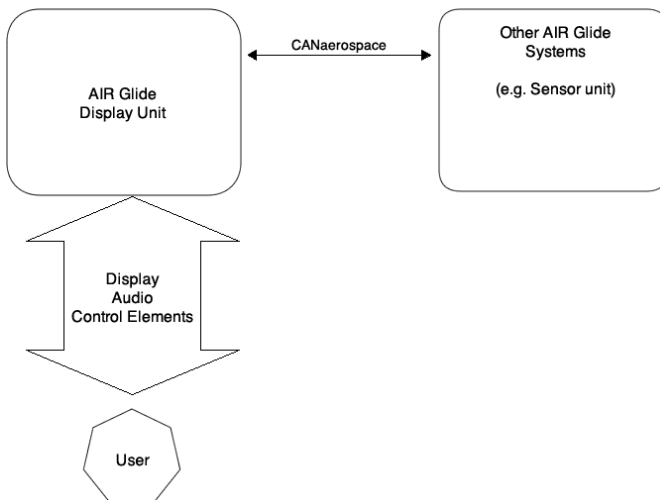 CANaerospace
AIR Glide
Display Unit
Other AIR Glide
Systems
(e.g. Sensor unit)
Display
Audio
Control Elements
User